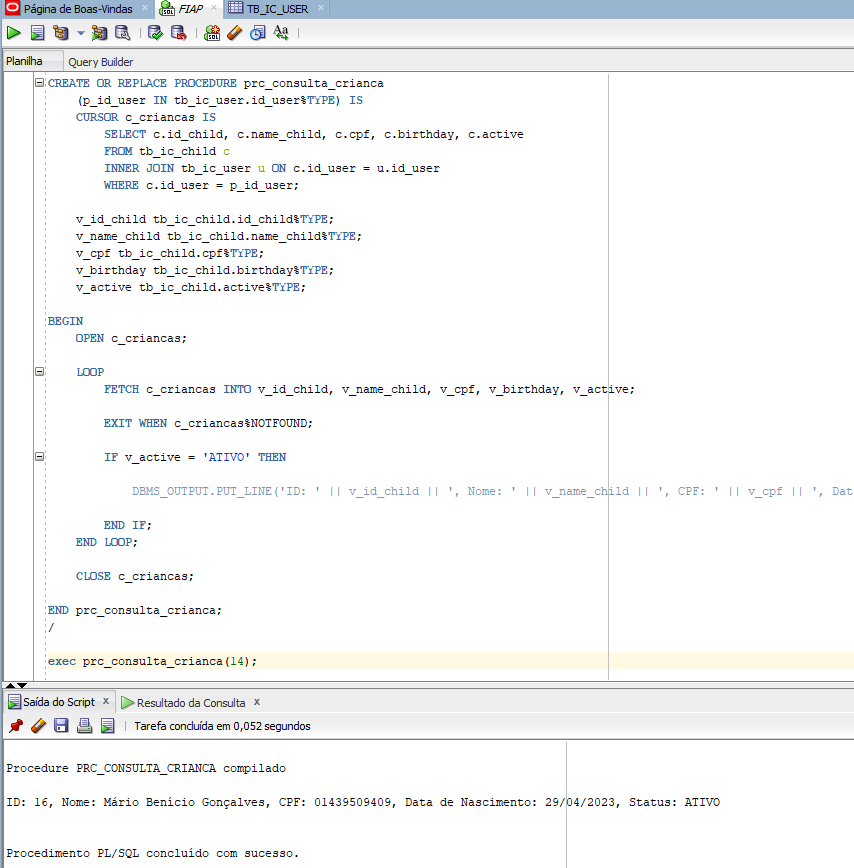 Página de Boas-Vindas × FIAP × TB_IC_USER ×
Planilha Query Builder
CREATE OR REPLACE PROCEDURE prc_consulta_crianca
(p_id_user IN tb_ic_user.id_user%TYPE) IS
CURSOR c_criancas IS
SELECT c.id_child, c.name_child, c.cpf, c.birthday, c.active
FROM tb_ic_child c
INNER JOIN tb_ic_user u ON c.id_user = u.id_user
WHERE c.id_user = p_id_user;
v_id_child tb_ic_child.id_child%TYPE;
v_name_child tb_ic_child.name_child%TYPE;
v_cpf tb_ic_child.cpf%TYPE;
v_birthday tb_ic_child.birthday%TYPE;
v_active tb_ic_child.active%TYPE;
BEGIN
OPEN c_criancas;
LOOP
FETCH c_criancas INTO v_id_child, v_name_child, v_cpf, v_birthday, v_active;
EXIT WHEN c_criancas%NOTFOUND;
IF v_active = 'ATIVO' THEN
DBMS_OUTPUT.PUT_LINE('ID: ' || v_id_child || ', Nome: ' || v_name_child || ', CPF: ' || v_cpf || ', Dat
END IF;
END LOOP;
CLOSE c_criancas;
END prc_consulta_crianca;
/
exec prc_consulta_crianca(14);
Saída do Script × Resultado da Consulta ×
Tarefa concluída em 0,052 segundos
Procedure PRC_CONSULTA_CRIANCA compilado
ID: 16, Nome: Mário Benício Gonçalves, CPF: 01439509409, Data de Nascimento: 29/04/2023, Status: ATIVO
Procedimento PL/SQL concluído com sucesso.